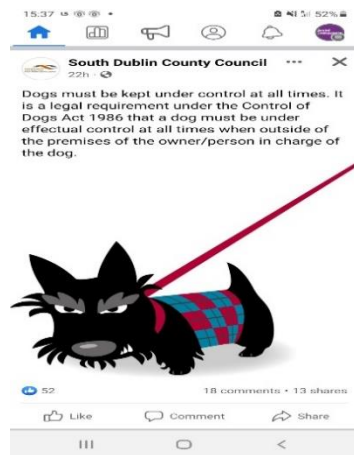 15:37
52%
South Dublin County Council
22h
Dogs must be kept under control at all times. It
is a legal requirement under the Control of
Dogs Act 1986 that a dog must be under
effectual control at all times when outside of
the premises of the owner/person in charge of
the dog.
52 18 comments • 13 shares
Like Comment Share